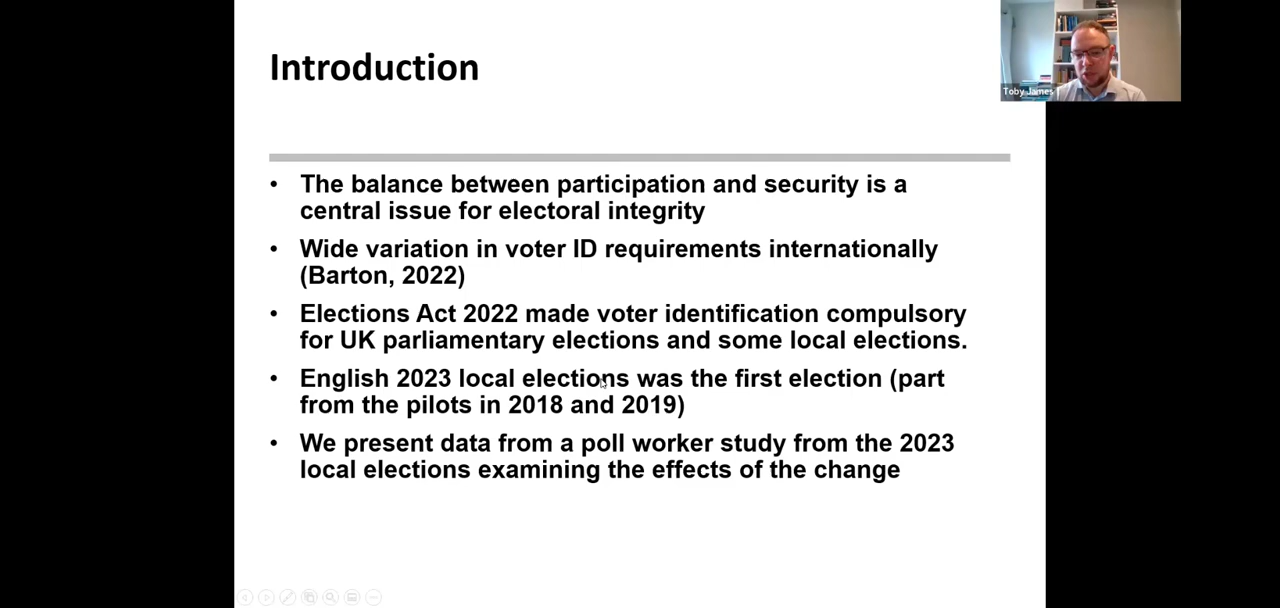 Introduction
Toby James
• The balance between participation and security is a
central issue for electoral integrity
• Wide variation in voter ID requirements internationally
(Barton, 2022)
• Elections Act 2022 made voter identification compulsory
for UK parliamentary elections and some local elections.
• English 2023 local elections was the first election (part
from the pilots in 2018 and 2019)
• We present data from a poll worker study from the 2023
local elections examining the effects of the change